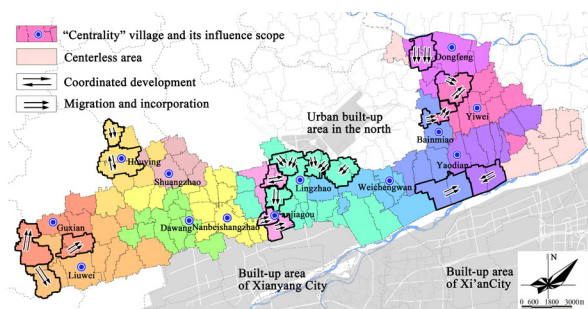 “Centrality” village and its influence scope
Centerless area
Coordinated development
Migration and incorporation
Dongfeng
Urban built-up
area in the north
Yiwei
Bainmiao
Houying
Shuangzhao
Lingzhao
Yaodian
Weichengwan
Guxian
Dawang
Nanbeishangzhao
anjiagou
Liuwei
Built-up area
of Xianyang City
Built-up area
of Xi’anCity
N
0 600 1800 3000m